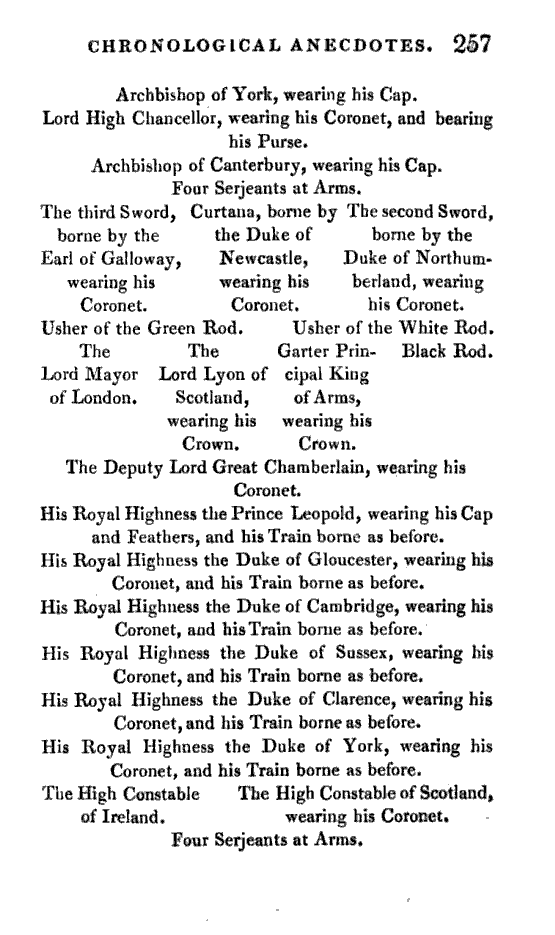 CHRONOLOGICAL ANECDOTES. 257
Archbishop of York, wearing his Cap.
Lord High Chancellor, wearing his Coronet, and bearing
his Purse.
Archbishop of Canterbury, wearing his Cap.
Four Serjeants at Arms.
The third Sword, Curtana, borne by The second Sword,
borne by the the Duke of borne by the
Earl of Galloway, Newcastle, Duke of Northum-
wearing his wearing his berland, wearing
Coronet. Coronet. his Coronet.
Usher of the Green Rod. Usher of the White Rod.
The The Garter Prin- Black Rod.
Lord Mayor Lord Lyon of cipal King
of London. Scotland, of Arms,
wearing his wearing his
Crown. Crown.
The Deputy Lord Great Chamberlain, wearing his
Coronet.
His Royal Highness the Prince Leopold, wearing his Cap
and Feathers, and his Train borne as before.
His Royal Highness the Duke of Gloucester, wearing his
Coronet, and his Train borne as before.
His Royal Highness the Duke of Cambridge, wearing his
Coronet, and his Train borne as before.
His Royal Highness the Duke of Sussex, wearing his
Coronet, and his Train borne as before.
His Royal Highness the Duke of Clarence, wearing his
Coronet, and his Train borne as before.
His Royal Highness the Duke of York, wearing his
Coronet, and his Train borne as before.
The High Constable The High Constable of Scotland,
of Ireland. wearing his Coronet.
Four Serjeants at Arms.